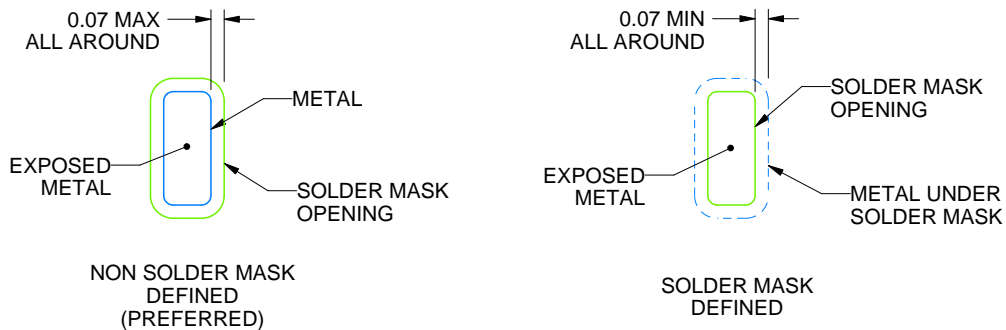 0.07 MAX
ALL AROUND
METAL
EXPOSED
METAL
SOLDER MASK
OPENING
NON SOLDER MASK
DEFINED
(PREFERRED)
0.07 MIN
ALL AROUND
SOLDER MASK
OPENING
EXPOSED
METAL
METAL UNDER
SOLDER MASK
SOLDER MASK
DEFINED